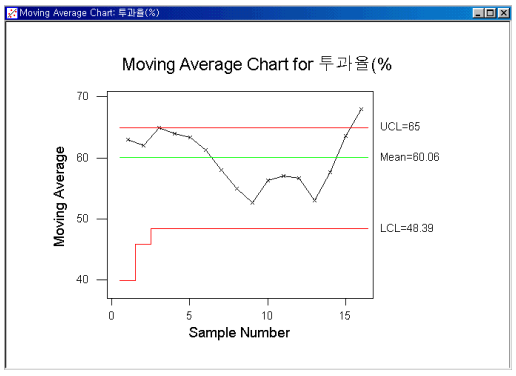 Moving Average Chart: 투과율(%)
Moving Average Chart for 투과율(%
70
60
50
40
Moving Average
UCL=65
Mean=60.06
LCL=48.39
0
5
10
15
Sample Number